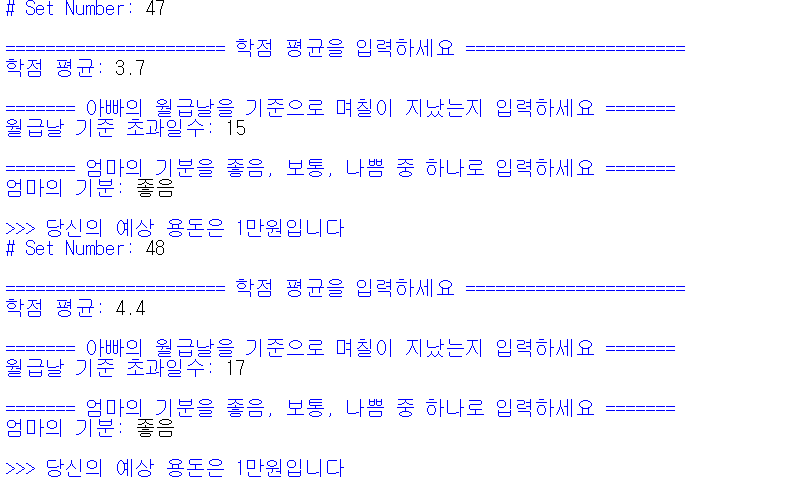 # Set Number: 47
====================== 학점 평균을 입력하세요 ======================
학점 평균: 3.7
======= 아빠의 월급날을 기준으로 며칠이 지났는지 입력하세요 =======
월급날 기준 초과일수: 15
======= 엄마의 기분을 좋음, 보통, 나쁨 중 하나로 입력하세요 =======
엄마의 기분: 좋음
>>> 당신의 예상 용돈은 1만원입니다
# Set Number: 48
====================== 학점 평균을 입력하세요 ======================
학점 평균: 4.4
======= 아빠의 월급날을 기준으로 며칠이 지났는지 입력하세요 =======
월급날 기준 초과일수: 17
======= 엄마의 기분을 좋음, 보통, 나쁨 중 하나로 입력하세요 =======
엄마의 기분: 좋음
>>> 당신의 예상 용돈은 1만원입니다